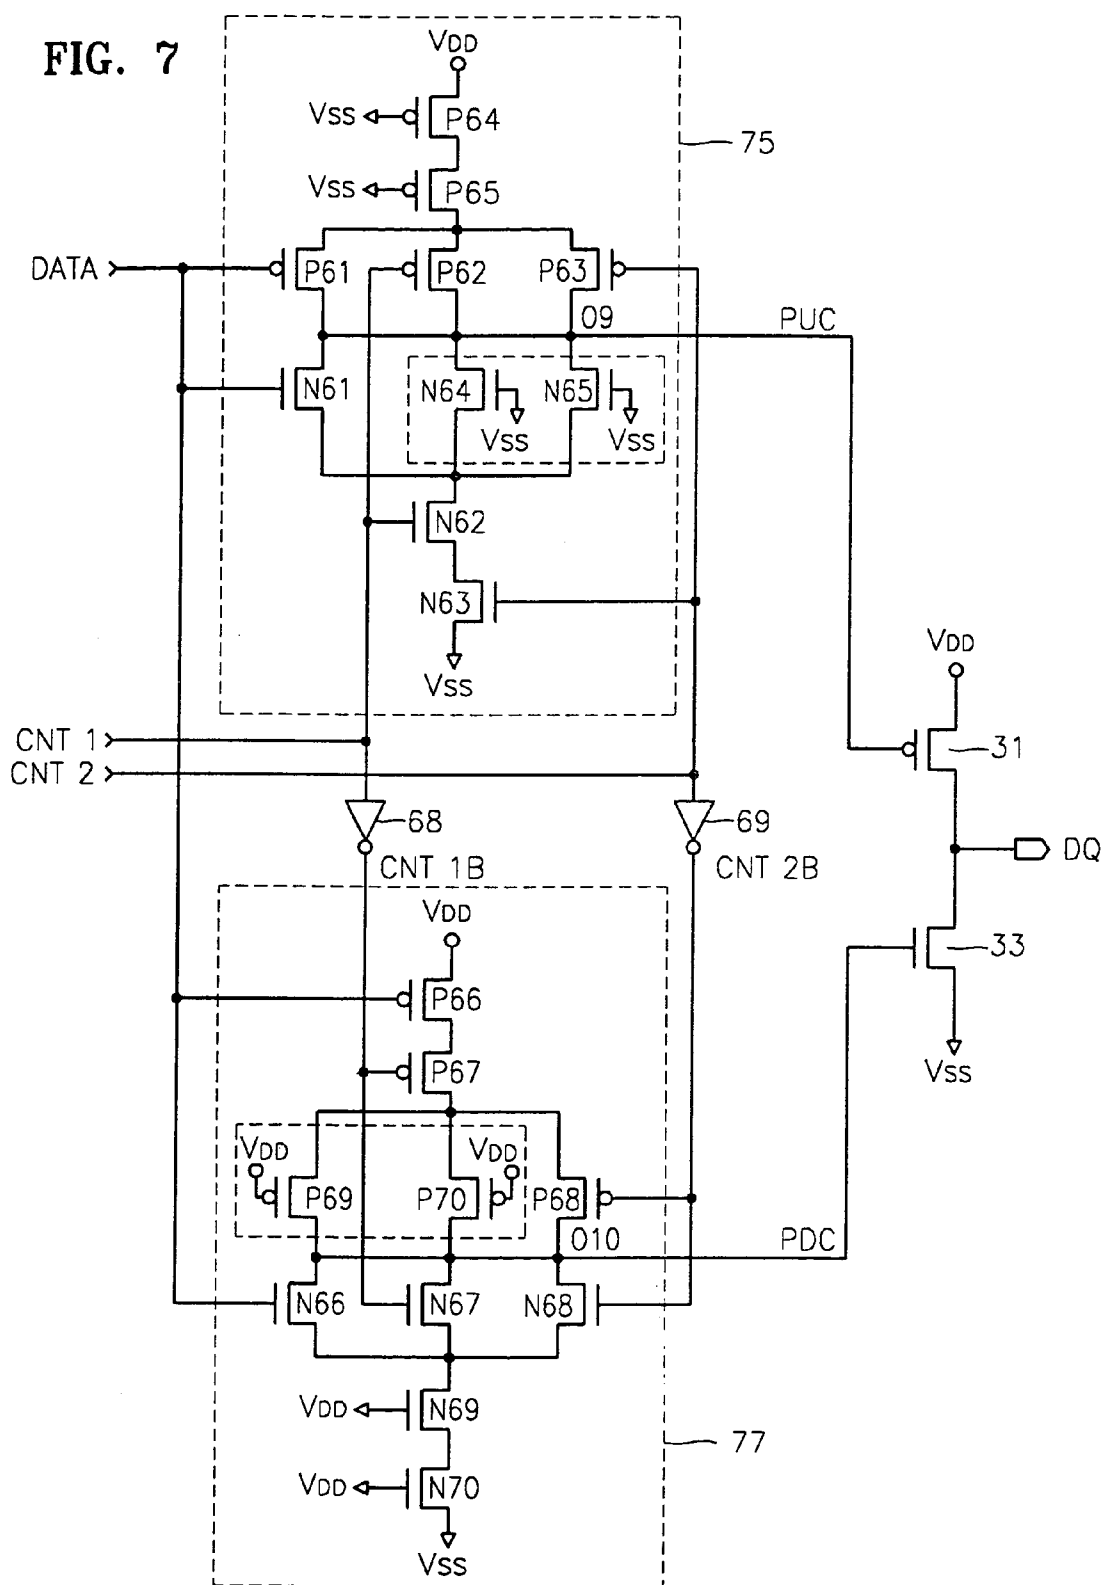 FIG. 7
VDD
VSS
P64
75
VSS
P65
DATA
P61
P62
P63
O9
PUC
N61
N64
N65
VSS
VSS
N62
N63
VSS
VDD
CNT 1
CNT 2
31
68
69
DQ
CNT 1B
CNT 2B
VDD
33
P66
P67
VSS
VDD
VDD
P69
P70
P68
O10
PDC
N66
N67
N68
VDD
N69
77
VDD
N70
VSS